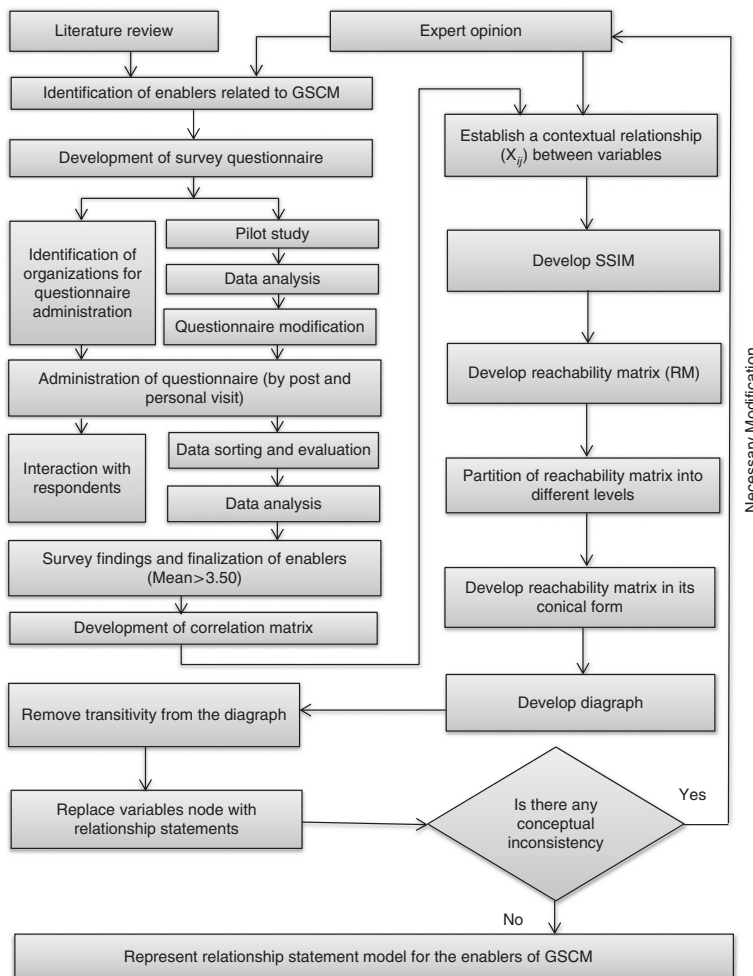 Literature review
Expert opinion
Identification of enablers related to GSCM
Development of survey questionnaire
Identification of
organizations for
questionnaire
administration
Pilot study
Data analysis
Questionnaire modification
Administration of questionnaire (by post and
personal visit)
Interaction with
respondents
Data sorting and evaluation
Data analysis
Survey findings and finalization of enablers
(Mean>3.50)
Development of correlation matrix
Establish a contextual relationship
(Xij) between variables
Develop SSIM
Develop reachability matrix (RM)
Partition of reachability matrix into
different levels
Develop reachability matrix in its
conical form
Develop diagraph
Remove transitivity from the diagraph
Replace variables node with
relationship statements
Is there any
conceptual
inconsistency
Yes
Necessary Modification
No
Represent relationship statement model for the enablers of GSCM